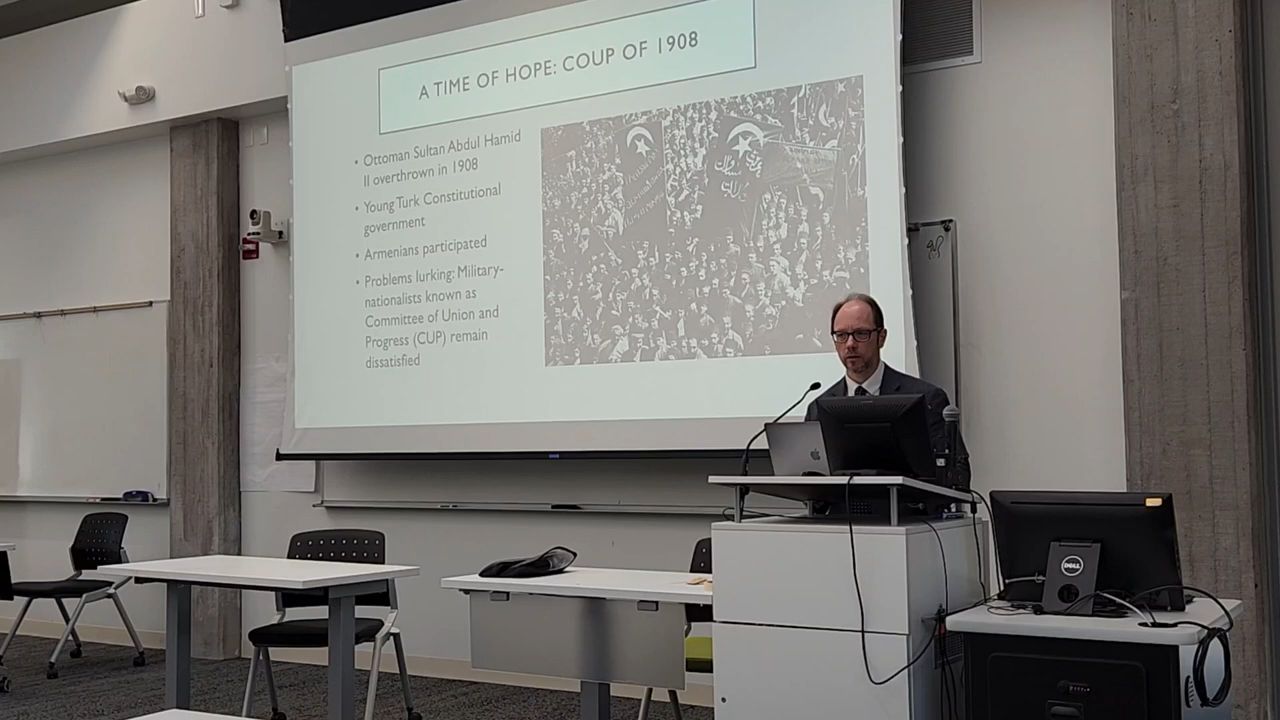 A TIME OF HOPE: COUP OF 1908
• Ottoman Sultan Abdul Hamid
II overthrown in 1908
• Young Turk Constitutional
government
• Armenians participated
• Problems lurking: Military-
nationalists known as
Committee of Union and
Progress (CUP) remain
dissatisfied
DELL